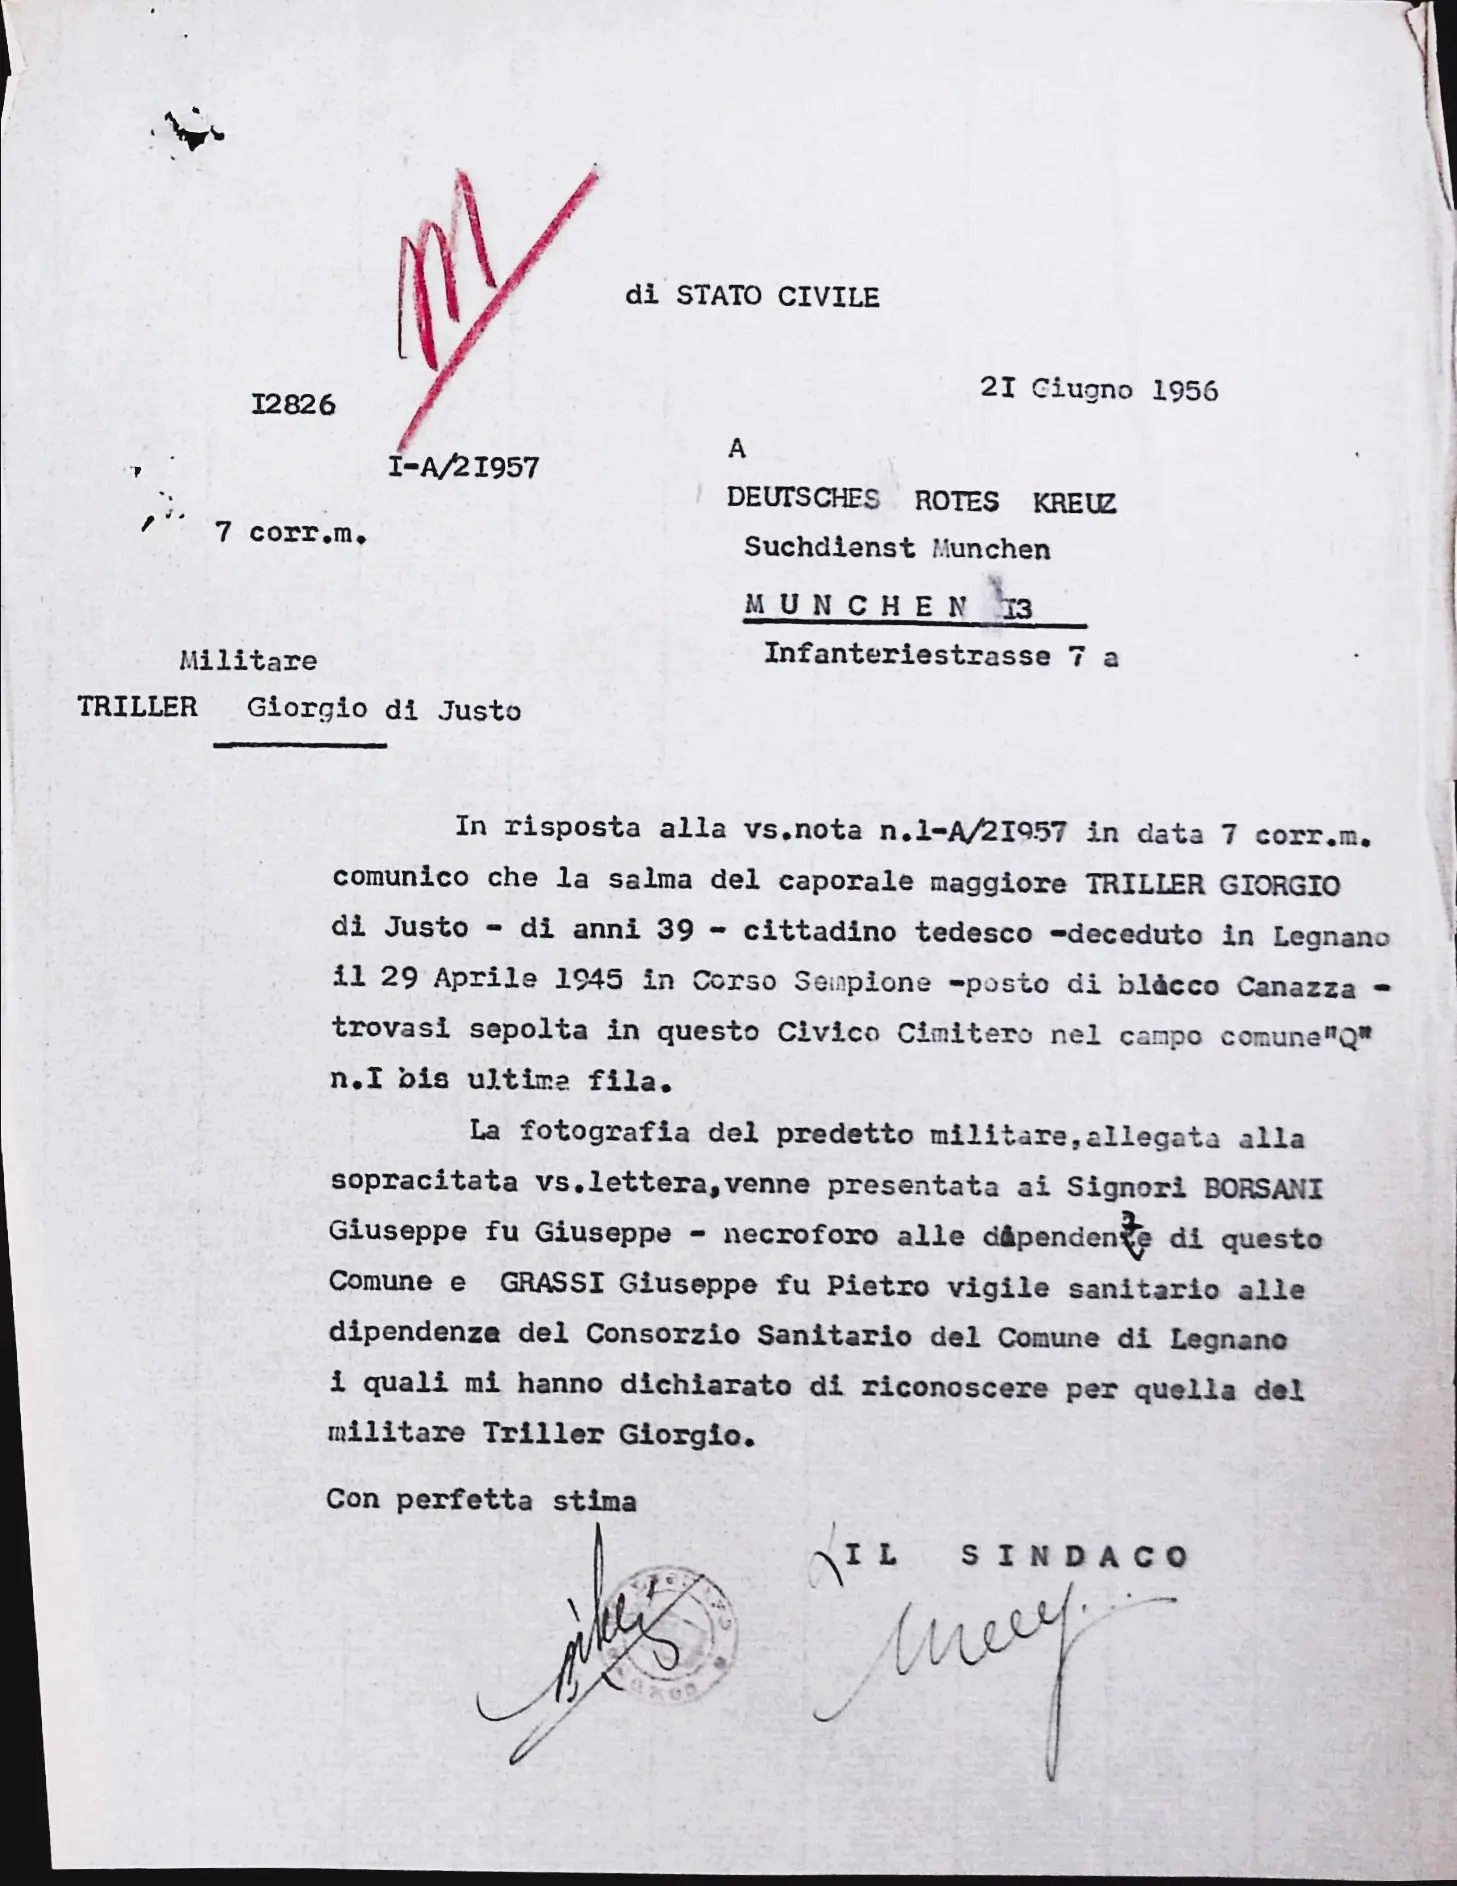 di STATO CIVILE
2I Giugno 1956
I2826
A
I-A/2I957
DEUTSCHES ROTES KREUZ
7 corr.m.
Suchdienst Munchen
M U N C H E N I3
Infanteriestrasse 7 a
Militare
TRILLER Giorgio di Justo
In risposta alla vs.nota n.1-A/2I957 in data 7 corr.m.
comunico che la salma del caporale maggiore TRILLER GIORGIO
di Justo - di anni 39 - cittadino tedesco -deceduto in Legnano
il 29 Aprile 1945 in Corso Sempione -posto di blocco Canazza -
trovasi sepolta in questo Civico Cimitero nel campo comune"Q"
n.I bis ultima fila.
La fotografia del predetto militare,allegata alla
sopracitata vs.lettera,venne presentata ai Signori BORSANI
Giuseppe fu Giuseppe - necroforo alle dipendenze di questo
Comune e GRASSI Giuseppe fu Pietro vigile sanitario alle
dipendenze del Consorzio Sanitario del Comune di Legnano
i quali mi hanno dichiarato di riconoscere per quella del
militare Triller Giorgio.
Con perfetta stima
IL SINDACO